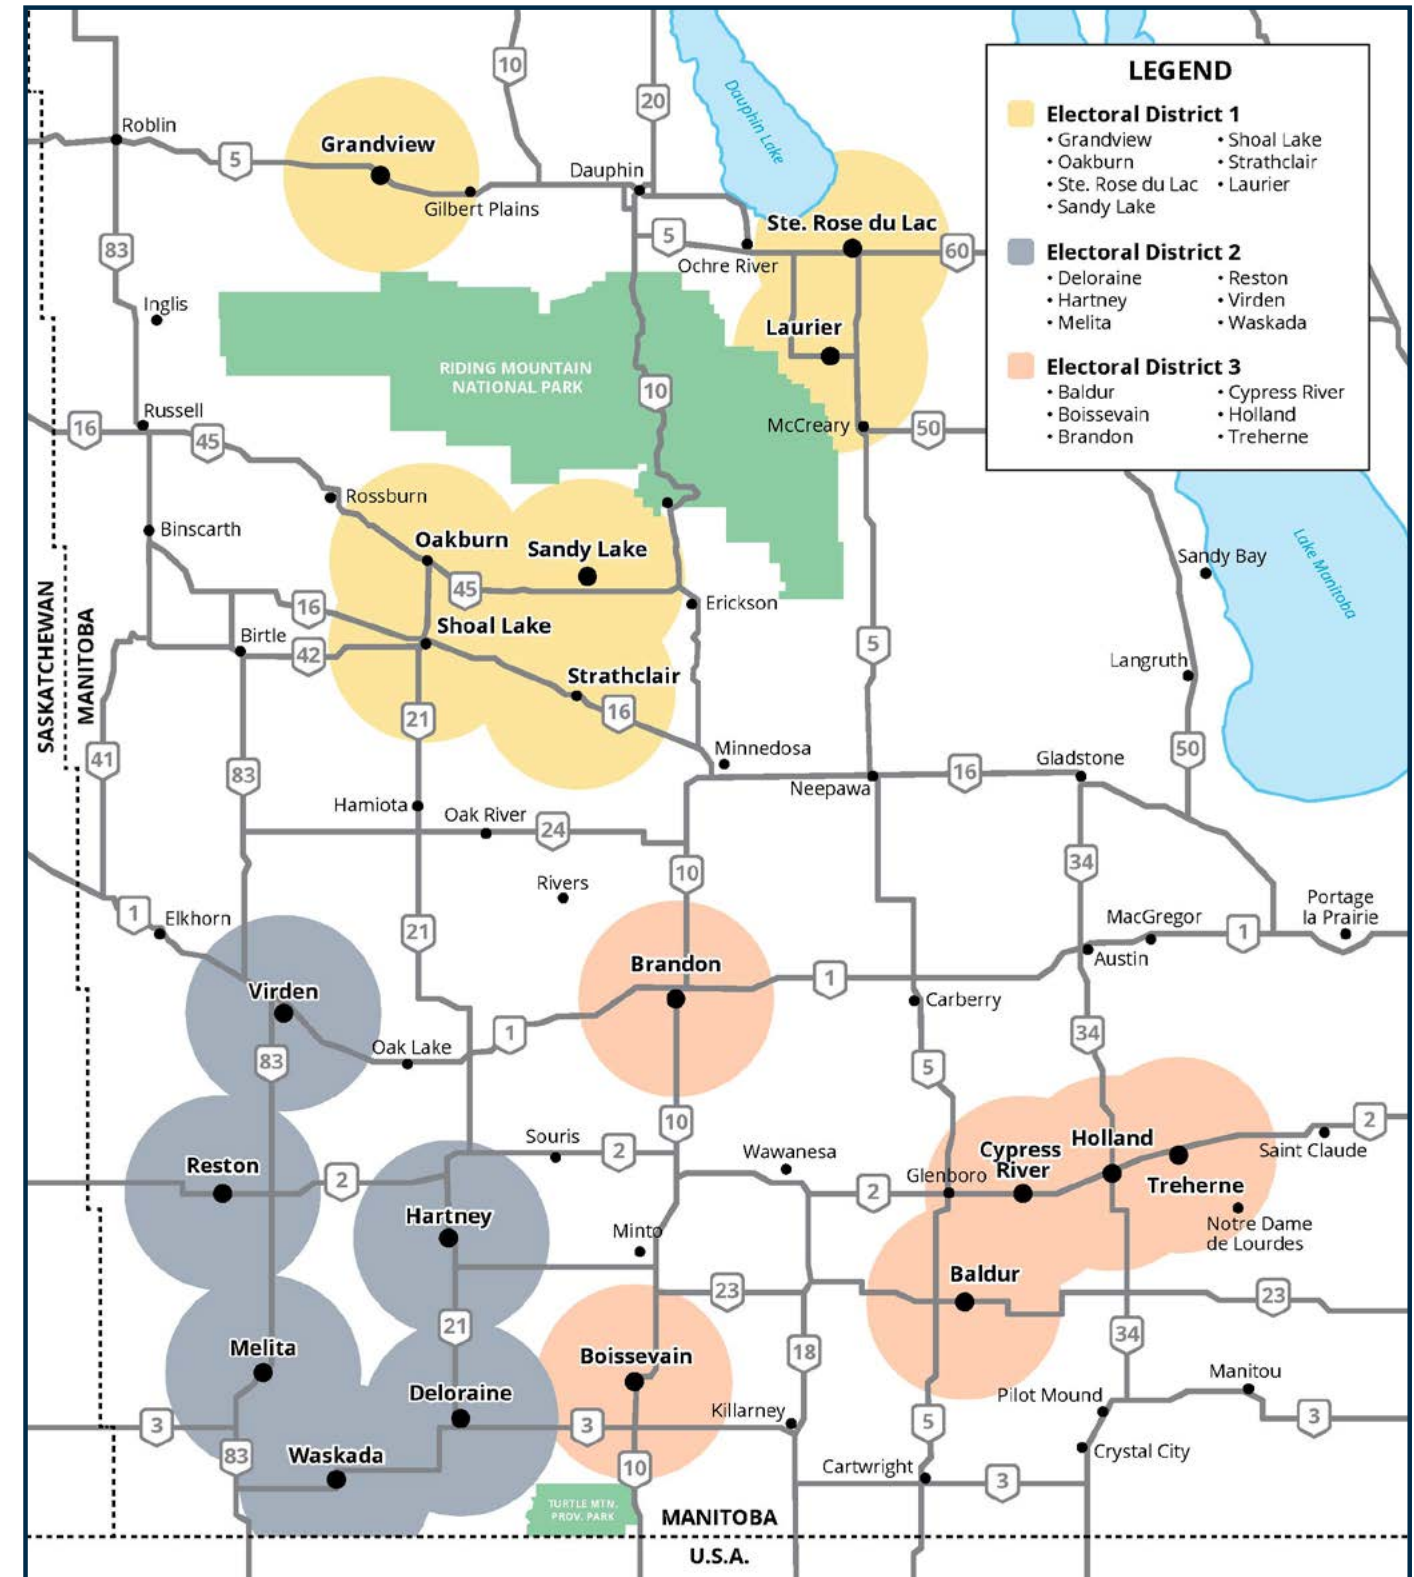 10
20
Dauphin Lake
LEGEND
Electoral District 1
• Grandview
• Shoal Lake
• Oakburn
• Strathclair
• Ste. Rose du Lac
• Laurier
• Sandy Lake
Electoral District 2
• Deloraine
• Reston
• Hartney
• Virden
• Melita
• Waskada
Electoral District 3
• Baldur
• Cypress River
• Boissevain
• Holland
• Brandon
• Treherne
Roblin
5
Grandview
Gilbert Plains
Dauphin
Ste. Rose du Lac
5
60
83
Ochre River
Inglis
Laurier
RIDING MOUNTAIN
NATIONAL PARK
10
Russell
16
45
McCreary
50
Rossburn
Binscarth
Oakburn
Sandy Lake
Sandy Bay
Lake Manitoba
45
16
Erickson
SASKATCHEWAN
MANITOBA
Birtle
42
Shoal Lake
5
Langruth
Strathclair
16
21
41
83
Minnedosa
50
Gladstone
16
Neepawa
Hamiota
Oak River
24
10
34
Rivers
1
Elkhorn
21
Portage
la Prairie
MacGregor
1
Austin
Brandon
1
Virden
Carberry
1
Oak Lake
34
83
5
10
Souris
2
Wawanesa
2
Saint Claude
Holland
Cypress
River
Reston
2
Glenboro
2
Treherne
Hartney
Minto
Notre Dame
de Lourdes
Baldur
23
23
21
18
34
Melita
Boissevain
Deloraine
Manitou
Pilot Mound
Killarney
3
3
5
3
83
Waskada
10
Crystal City
Cartwright
3
TURTLE MTN.
PROV. PARK
MANITOBA
U.S.A.